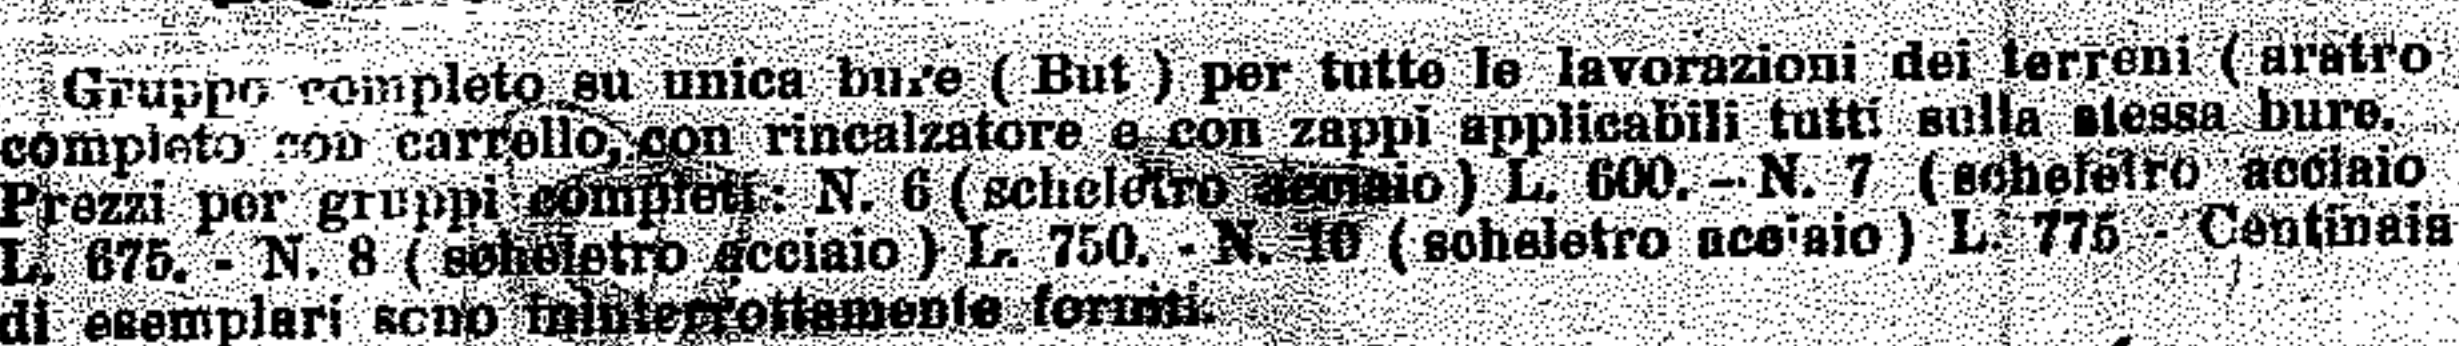 Gruppo completo su unica bure ( But ) per tutte le lavorazioni dei terreni ( aratro
completo con carrello, con rincalzatore e con zappi applicabili tutti sulla stessa bure.
Prezzi per gruppi completi: N. 6 ( scheletro acciaio ) L. 600. - N. 7 ( scheletro acciaio
L. 675. - N. 8 ( scheletro acciaio ) L. 750. - N. 10 ( scheletro acciaio ) L. 775 - Centinaia
di esemplari sono ininterrottamente forniti.